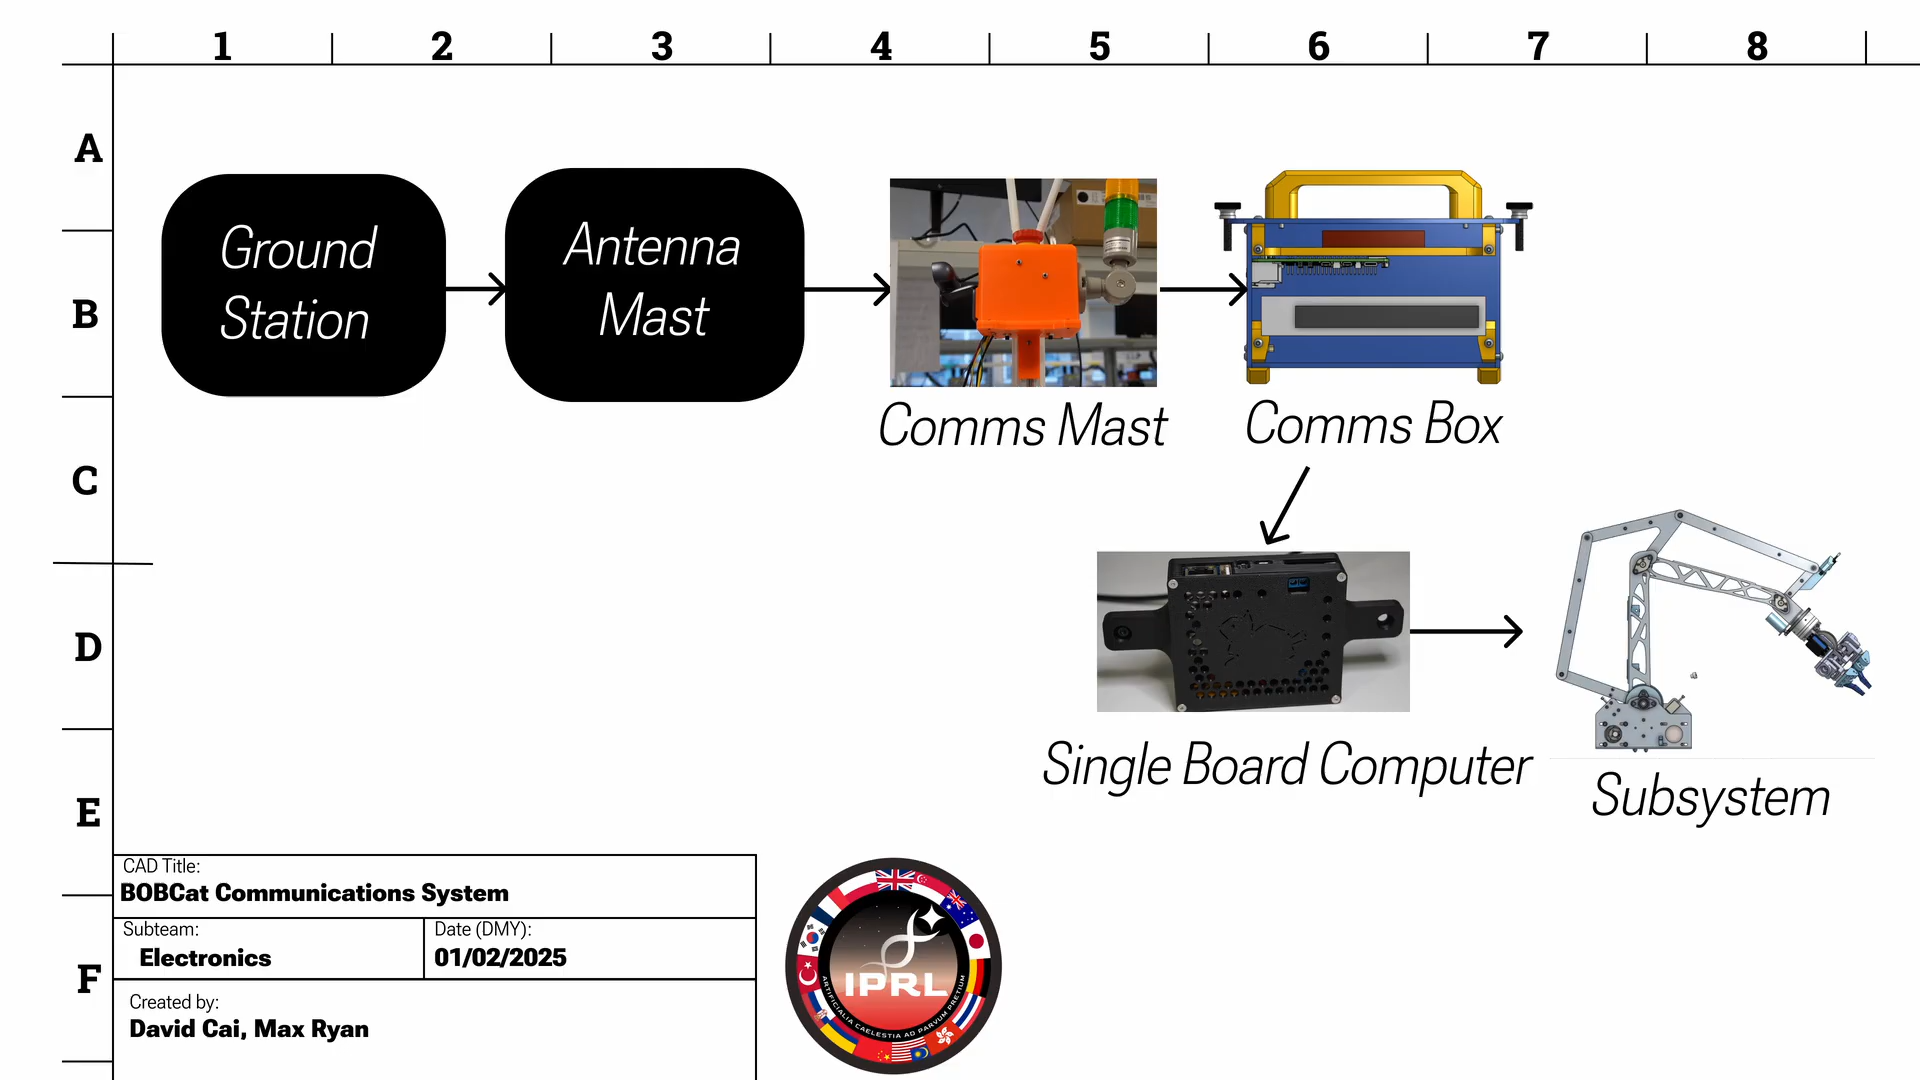 1 2 3 4 5 6 7 8
A
B
C
D
E
F
Ground
Station
Antenna
Mast
Comms Mast
Comms Box
Single Board Computer
Subsystem
CAD Title:
BOBCat Communications System
Subteam:
Electronics
Date (DMY):
01/02/2025
Created by:
David Cai, Max Ryan
IPRL
ARTIFICIALIA CAELESTIA AD PARVUM PRETIUM